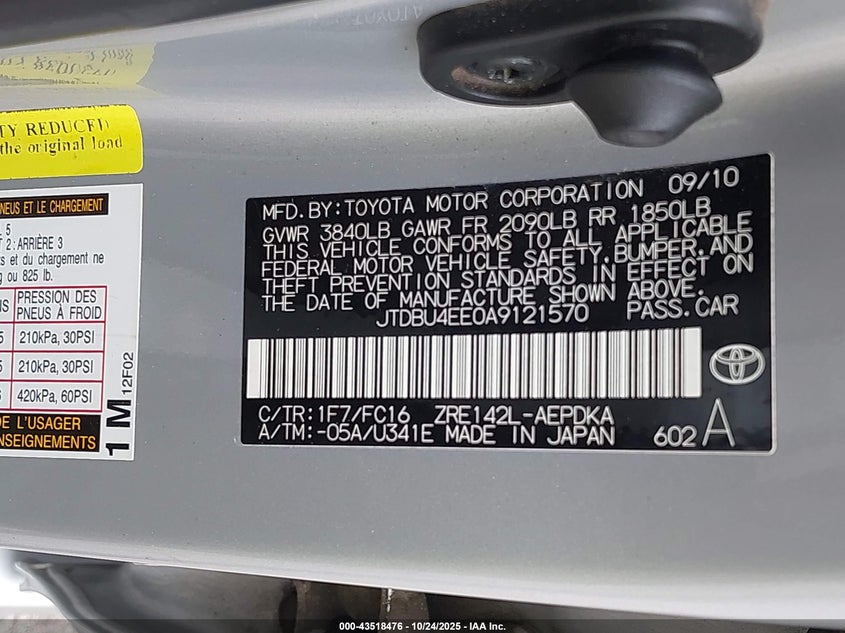 TY REDUCED
the original load
PNEUS ET LE CHARGEMENT
L 5
T 2: ARRIÈRE 3
s et du chargement ne
g ou 825 lb.
PRESSION DES
PNEUS À FROID
210kPa, 30PSI
210kPa, 30PSI
420kPa, 60PSI
DE L'USAGER
RENSEIGNEMENTS
1 M 12F02
MFD.BY:TOYOTA MOTOR CORPORATION 09/10
GVWR 3840LB GAWR FR 2090LB RR 1850LB
THIS VEHICLE CONFORMS TO ALL APPLICABLE
FEDERAL MOTOR VEHICLE SAFETY,BUMPER,AND
THEFT PREVENTION STANDARDS IN EFFECT ON
THE DATE OF MANUFACTURE SHOWN ABOVE.
JTDBU4EE0A9121570 PASS.CAR
C/TR:1F7/FC16 ZRE142L-AEPDKA
A/TM:-05A/U341E MADE IN JAPAN 602 A
000-43518476 • 10/24/2025 • IAA Inc.